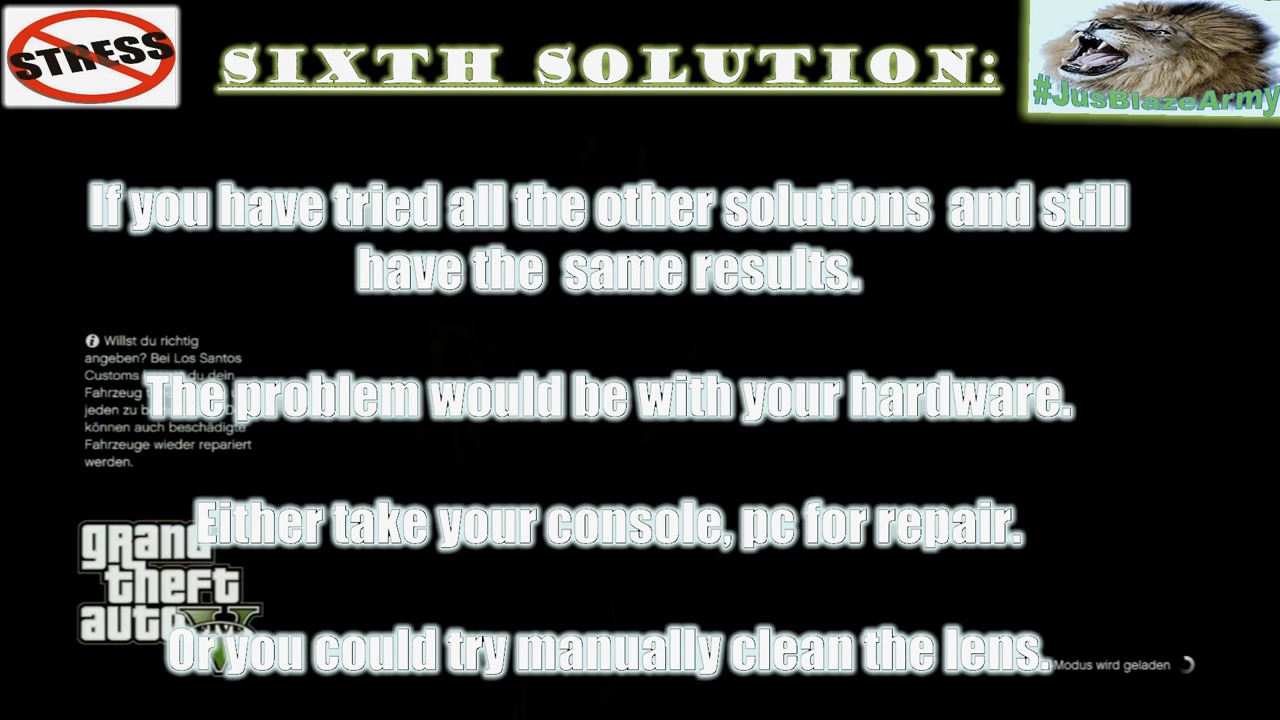 STRESS
SIXTH SOLUTION:
#JusBlazeArmy
If you have tried all the other solutions and still
have the same results.
Willst du richtig
angeben? Bei Los Santos
Customs du dein
Fahrzeug
jeden zu
können auch beschädigte
Fahrzeuge wieder repariert
werden.
The problem would be with your hardware.
Either take your console, pc for repair.
grand
theft
auto
V
FIVE
Or you could try manually clean the lens.
Modus wird geladen